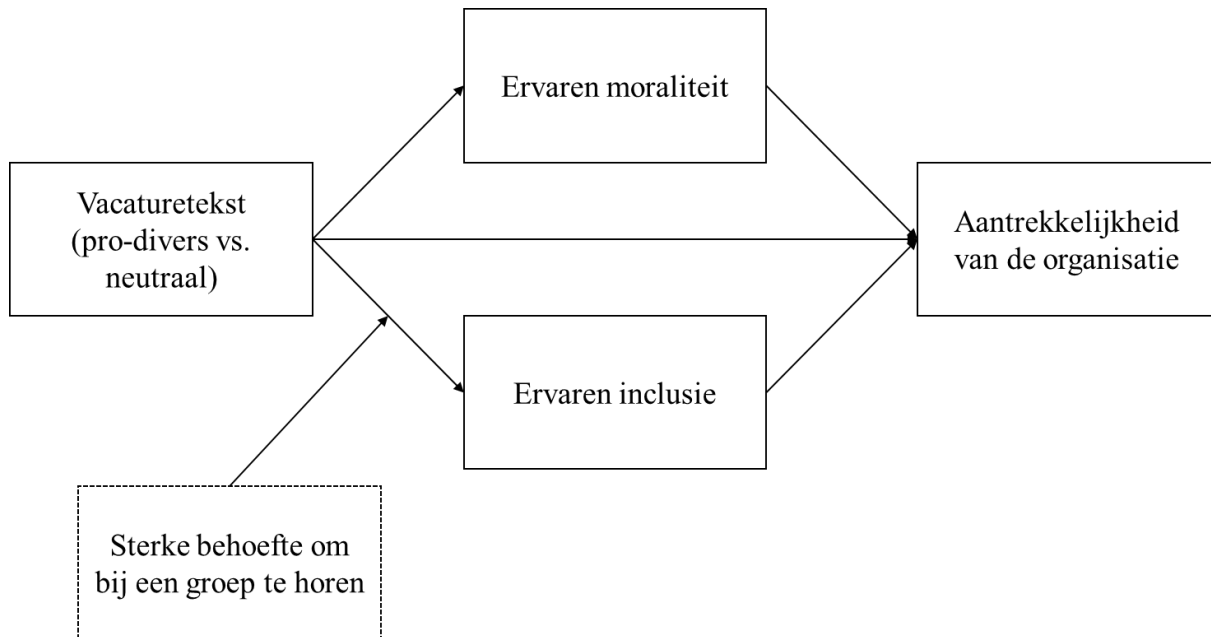 Ervaren moraliteit
Vacaturetekst
(pro-divers vs.
neutraal)
Aantrekkelijkheid
van de organisatie
Ervaren inclusie
Sterke behoefte om
bij een groep te horen